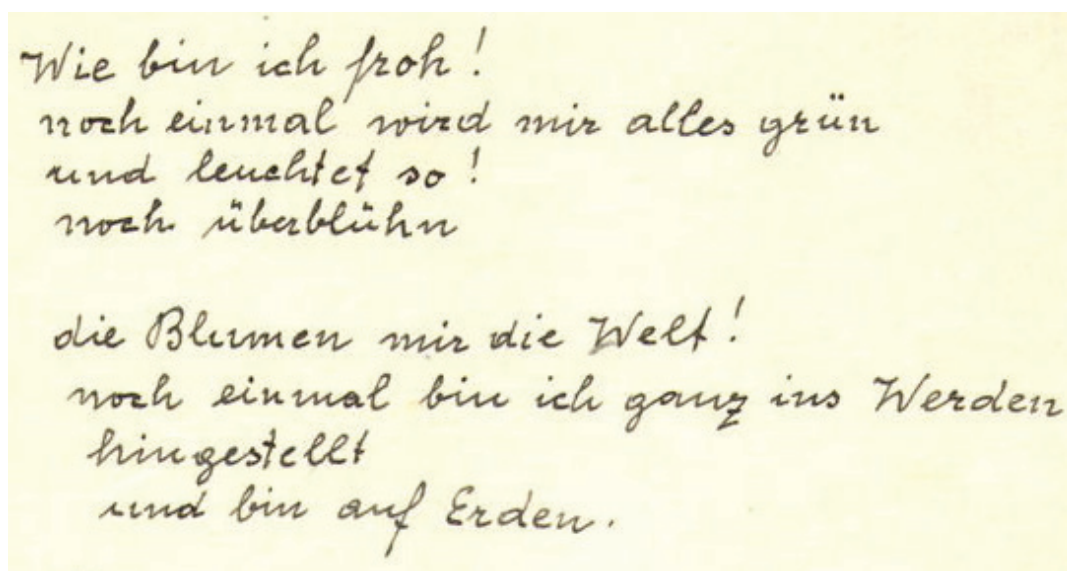 Wie bin ich froh!
noch einmal wird mir alles grün
und leuchtet so!
noch überblühn
die Blumen mir die Welt!
noch einmal bin ich ganz ins Werden
hingestellt
und bin auf Erden.